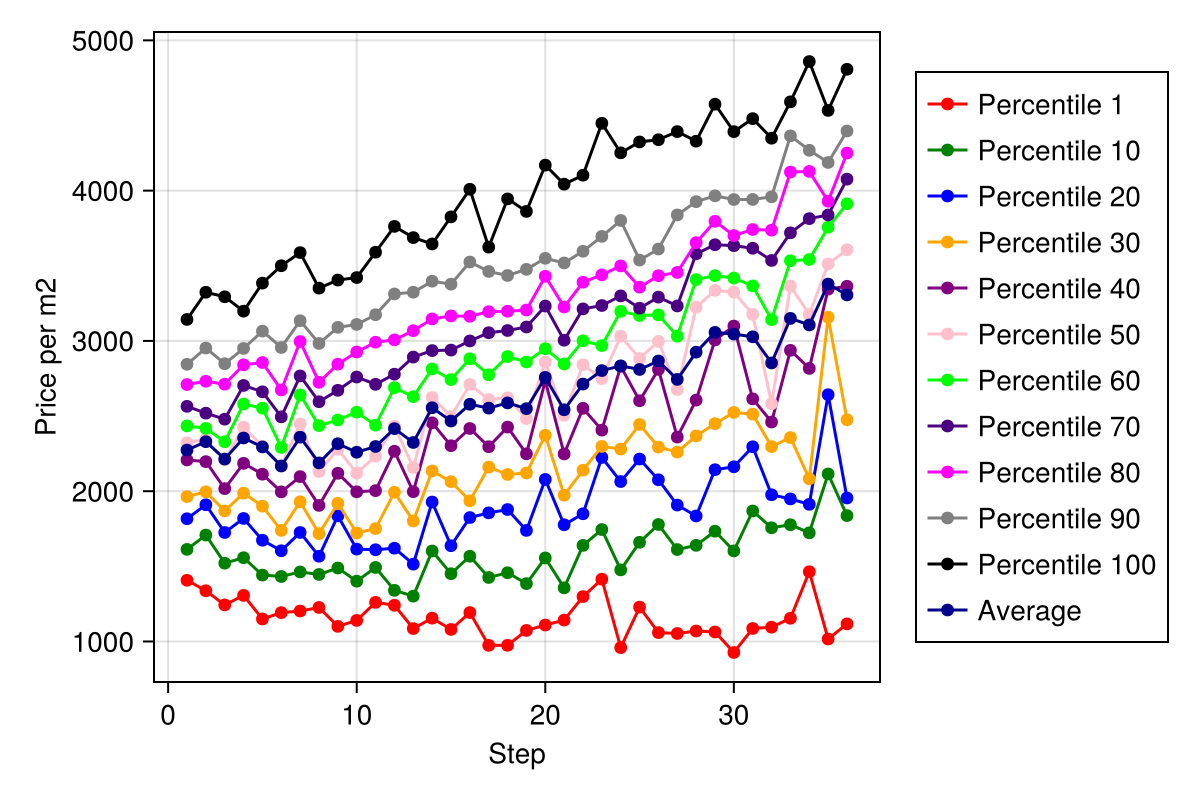 5000
4000
3000
2000
1000
Price per m2
0 10 20 30
Step
Percentile 1
Percentile 10
Percentile 20
Percentile 30
Percentile 40
Percentile 50
Percentile 60
Percentile 70
Percentile 80
Percentile 90
Percentile 100
Average